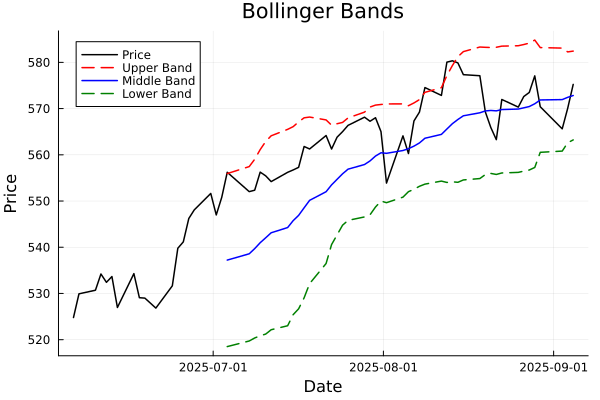 Bollinger Bands
Price
Upper Band
Middle Band
Lower Band
Price
580
570
560
550
540
530
520
2025-07-01
2025-08-01
2025-09-01
Date